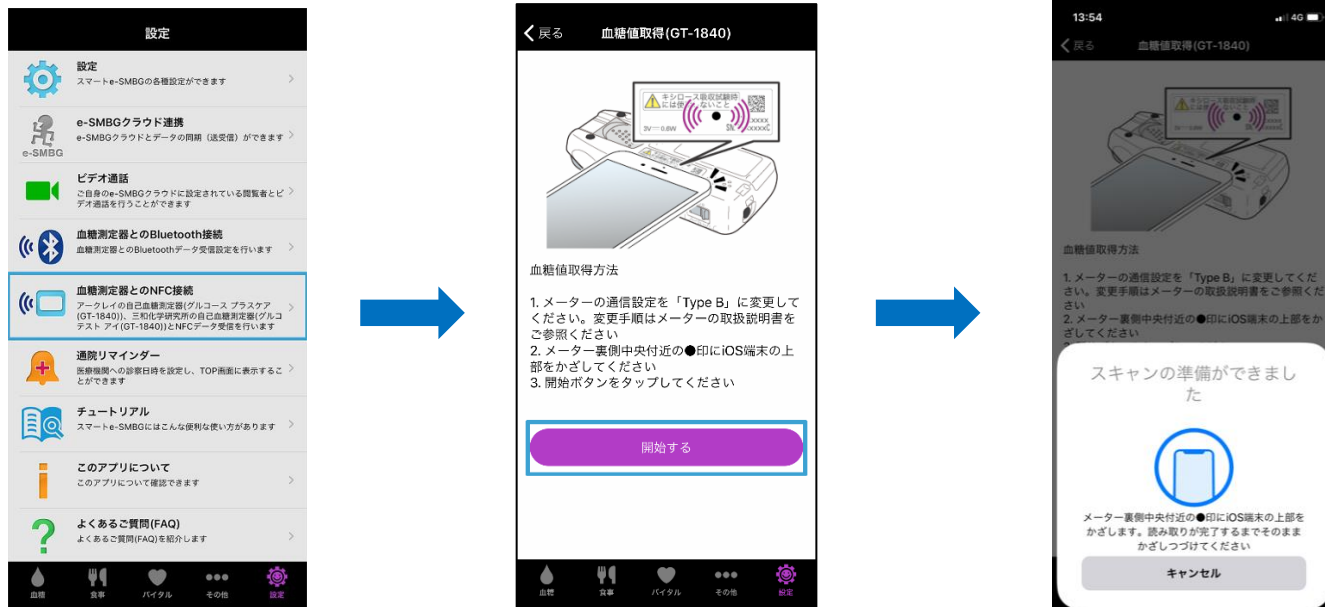 設定
設定
スマートe-SMBGの各種設定ができます
e-SMBG
e-SMBGクラウド連携
e-SMBGクラウドとデータの同期（送受信）ができます
ビデオ通話
ご自身のe-SMBGクラウドに設定されている閲覧者とビ
デオ通話を行うことができます
血糖測定器とのBluetooth接続
血糖測定器とのBluetoothデータ受信設定を行います
血糖測定器とのNFC接続
アークレイの自己血糖測定器(グルコース プラスケア
(GT-1840))、三和化学研究所の自己血糖測定器(グルコ
テスト アイ(GT-1840))とNFCデータ受信を行います
通院リマインダー
医療機関への診察日時を設定し、TOP画面に表示するこ
とができます
チュートリアル
スマートe-SMBGにはこんな便利な使い方があります
このアプリについて
このアプリについて確認できます
よくあるご質問(FAQ)
よくあるご質問(FAQ)を紹介します
血糖
食事
バイタル
その他
設定
戻る
血糖値取得(GT-1840)
キシロース吸収試験時
には使
ないこと
3V
0.6W
SN
xxxx
xxxxC
血糖値取得方法
1. メーターの通信設定を「Type B」に変更して
ください。変更手順はメーターの取扱説明書を
ご参照ください
2. メーター裏側中央付近の●印にiOS端末の上
部をかざしてください
3. 開始ボタンをタップしてください
開始する
血糖
食事
バイタル
その他
設定
13:54
4G
戻る
血糖値取得(GT-1840)
血糖値取得方法
1. メーターの通信設定を「Type B」に変更してくだ
さい。変更手順はメーターの取扱説明書をご参照くだ
さい
2. メーター裏側中央付近の●印にiOS端末の上部をか
ざしてください
スキャンの準備ができまし
た
メーター裏側中央付近の●印にiOS端末の上部を
かざします。読み取りが完了するまでそのまま
かざしつづけてください
キャンセル